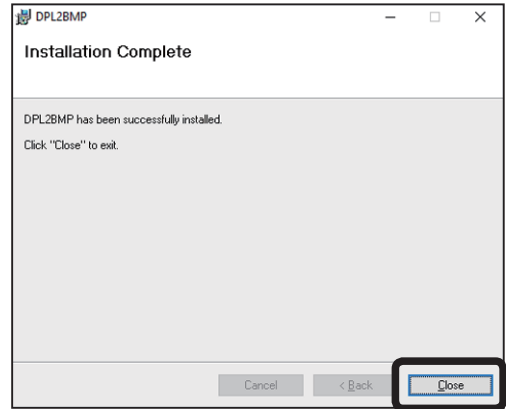 DPL2BMP
Installation Complete
DPL2BMP has been successfully installed.
Click "Close" to exit.
Cancel
< Back
Close